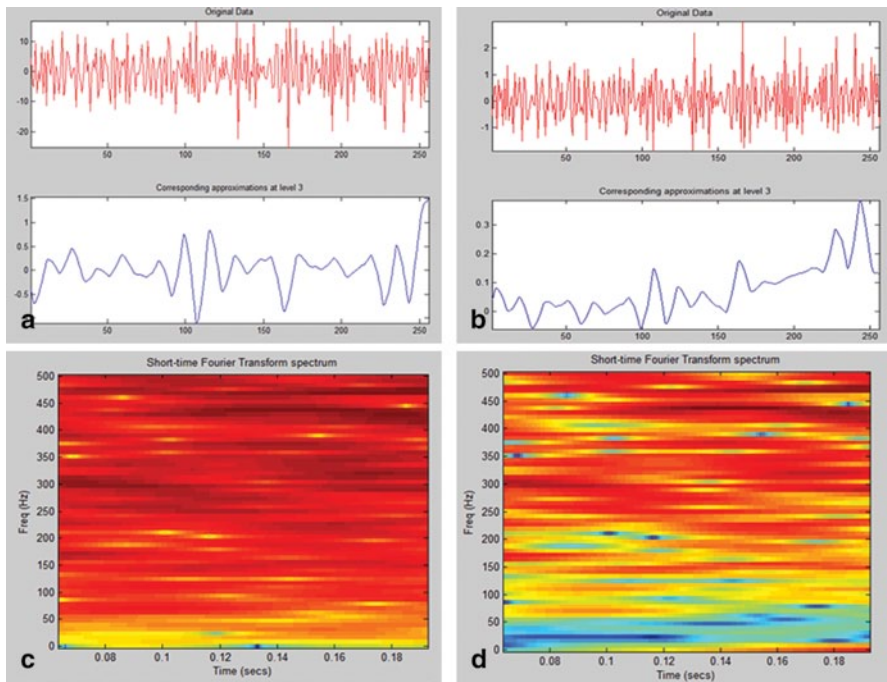 Original Data
10
0
-10
-20
50 100 150 200 250
Corresponding approximations at level 3
1.5
1
0.5
0
-0.5
50 100 150 200 250
a
Original Data
2
1
0
-1
50 100 150 200 250
Corresponding approximations at level 3
0.3
0.2
0.1
0
50 100 150 200 250
b
Short-time Fourier Transform spectrum
500
450
400
350
300
250
200
150
100
50
0
Freq (Hz)
0.08 0.1 0.12 0.14 0.16 0.18
Time (secs)
c
Short-time Fourier Transform spectrum
500
450
400
350
300
250
200
150
100
50
0
Freq (Hz)
0.08 0.1 0.12 0.14 0.16 0.18
Time (secs)
d